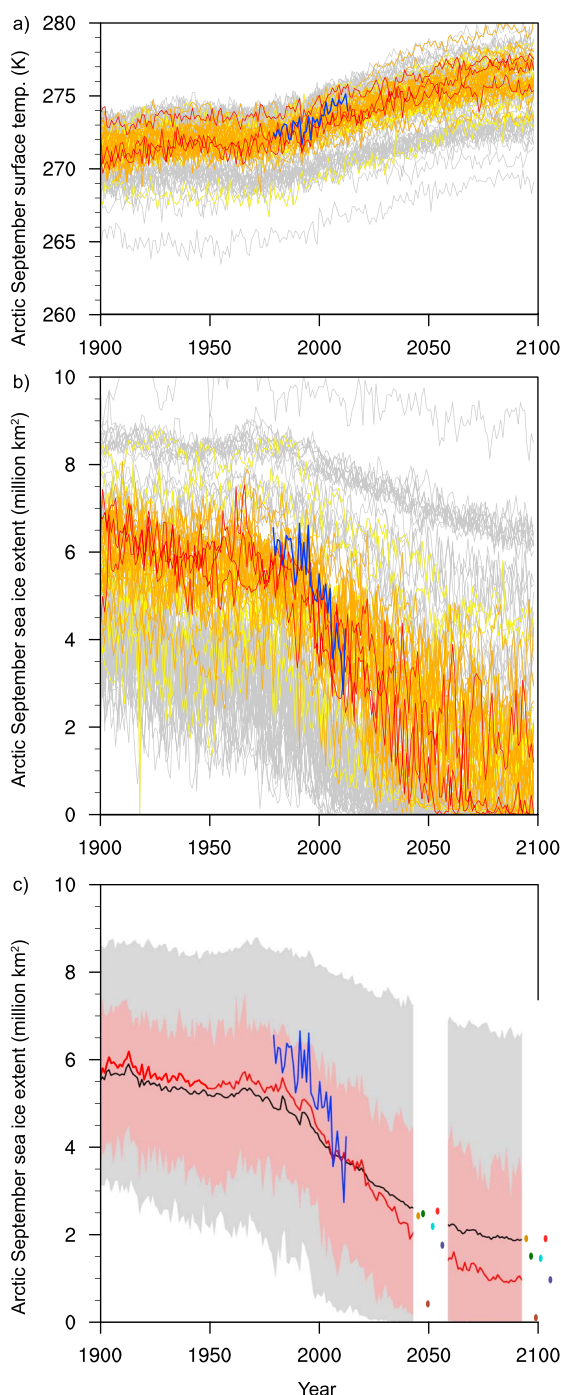 a)
Arctic September surface temp. (K)
280
275
270
265
260
1900 1950 2000 2050 2100
b)
Arctic September sea ice extent (million km²)
10
8
6
4
2
0
1900 1950 2000 2050 2100
c)
Arctic September sea ice extent (million km²)
10
8
6
4
2
0
1900 1950 2000 2050 2100
Year